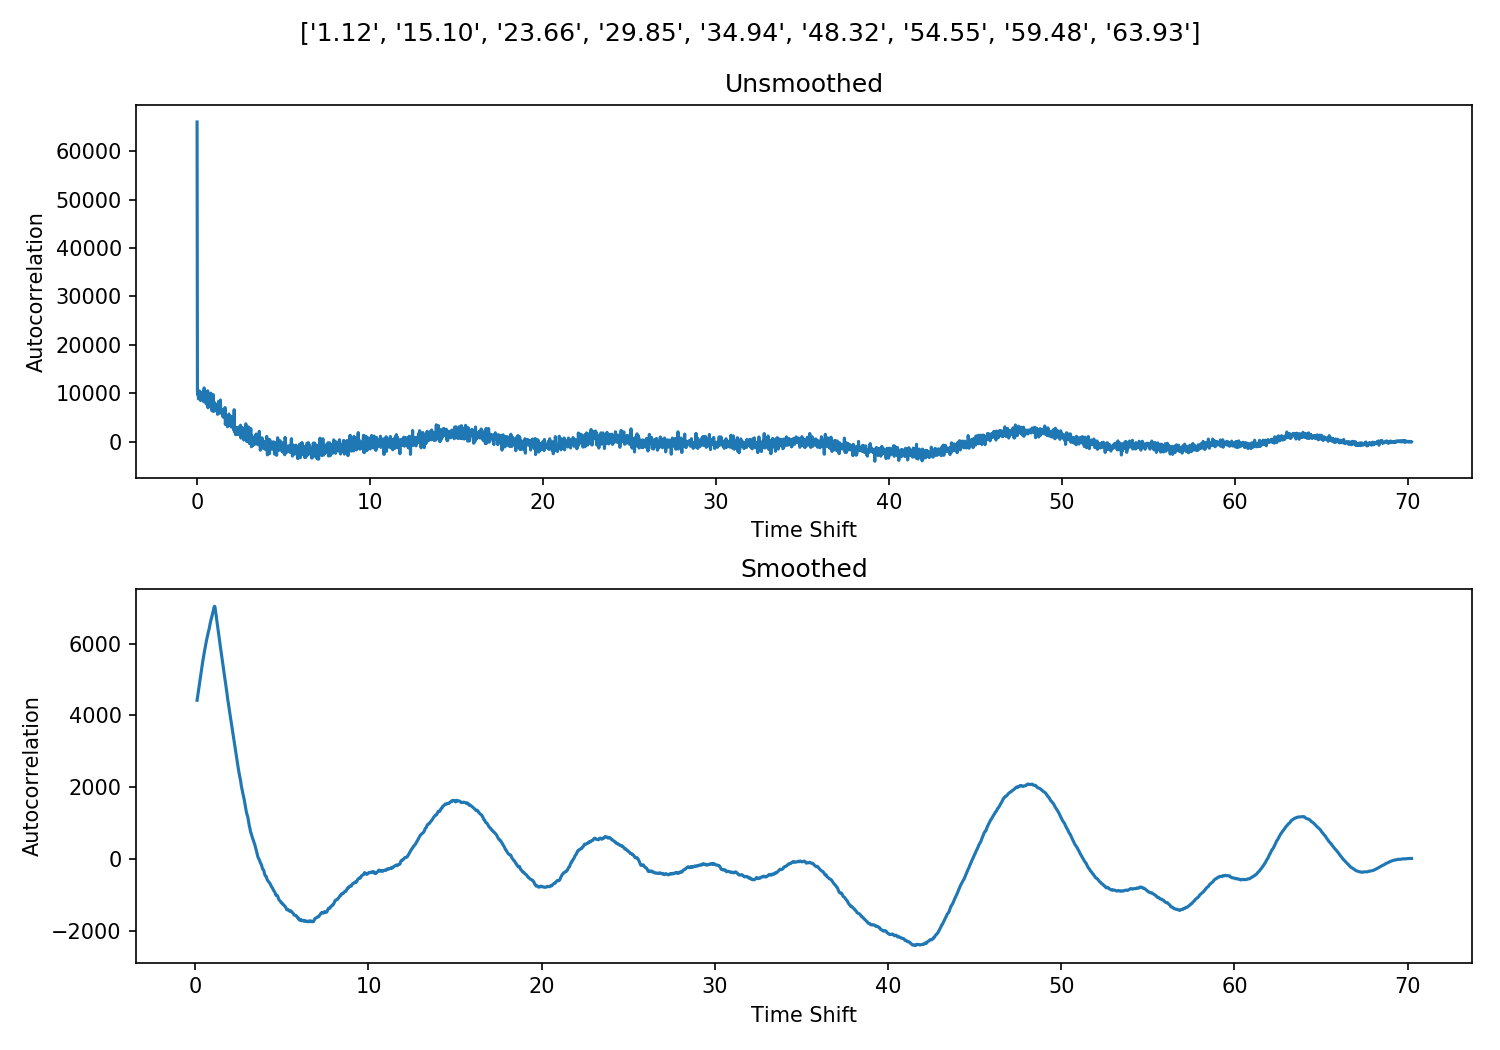 ['1.12', '15.10', '23.66', '29.85', '34.94', '48.32', '54.55', '59.48', '63.93']
Unsmoothed
Autocorrelation
60000
50000
40000
30000
20000
10000
0
0 10 20 30 40 50 60 70
Time Shift
Smoothed
Autocorrelation
6000
4000
2000
0
−2000
0 10 20 30 40 50 60 70
Time Shift